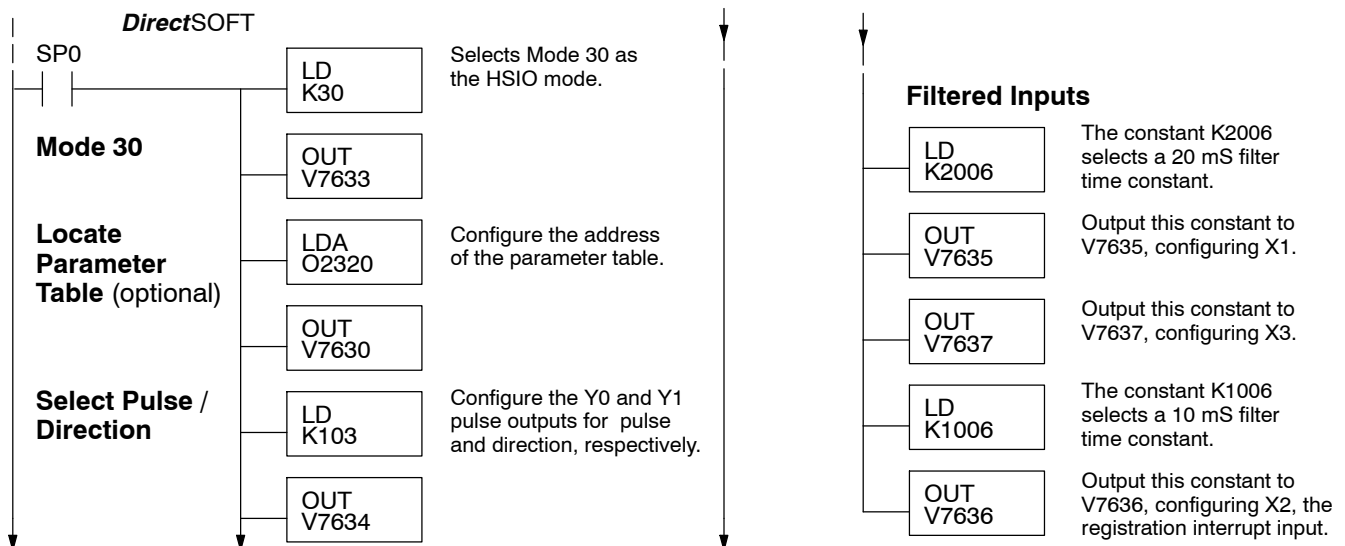 DirectSOFT
SP0
LD
K30
Selects Mode 30 as
the HSIO mode.
Mode 30
OUT
V7633
Locate
Parameter
Table (optional)
LDA
O2320
Configure the address
of the parameter table.
OUT
V7630
Select Pulse /
Direction
LD
K103
Configure the Y0 and Y1
pulse outputs for pulse
and direction, respectively.
OUT
V7634
Filtered Inputs
LD
K2006
The constant K2006
selects a 20 mS filter
time constant.
OUT
V7635
Output this constant to
V7635, configuring X1.
OUT
V7637
Output this constant to
V7637, configuring X3.
LD
K1006
The constant K1006
selects a 10 mS filter
time constant.
OUT
V7636
Output this constant to
V7636, configuring X2, the
registration interrupt input.